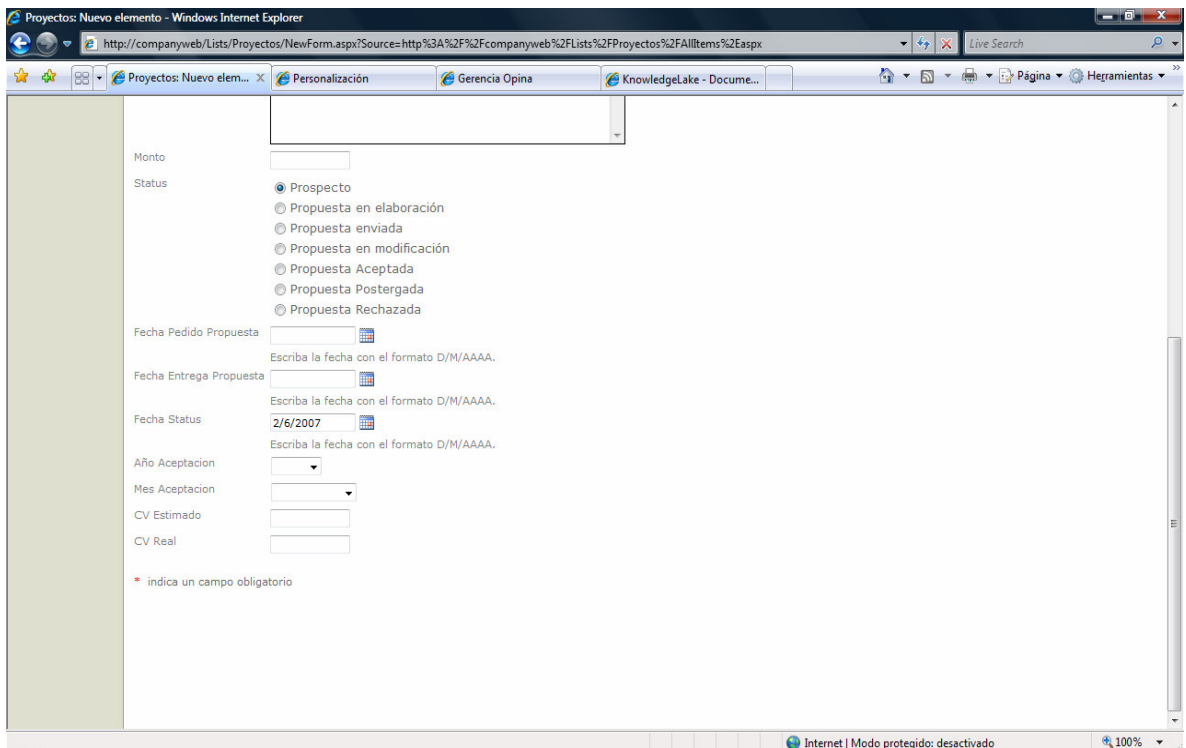 Proyectos: Nuevo elemento - Windows Internet Explorer
http://companyweb/Lists/Proyectos/NewForm.aspx?Source=http%3A%2F%2Fcompanyweb%2FLists%2FProyectos%2FAllItems%2Easpx
Live Search
Proyectos: Nuevo elem...
Personalización
Gerencia Opina
KnowledgeLake - Docume...
Página
Herramientas
Monto
Status
Prospecto
Propuesta en elaboración
Propuesta enviada
Propuesta en modificación
Propuesta Aceptada
Propuesta Postergada
Propuesta Rechazada
Fecha Pedido Propuesta
Escriba la fecha con el formato D/M/AAAA.
Fecha Entrega Propuesta
Escriba la fecha con el formato D/M/AAAA.
Fecha Status 2/6/2007
Escriba la fecha con el formato D/M/AAAA.
Año Aceptacion
Mes Aceptacion
CV Estimado
CV Real
* indica un campo obligatorio
Internet | Modo protegido: desactivado
100%